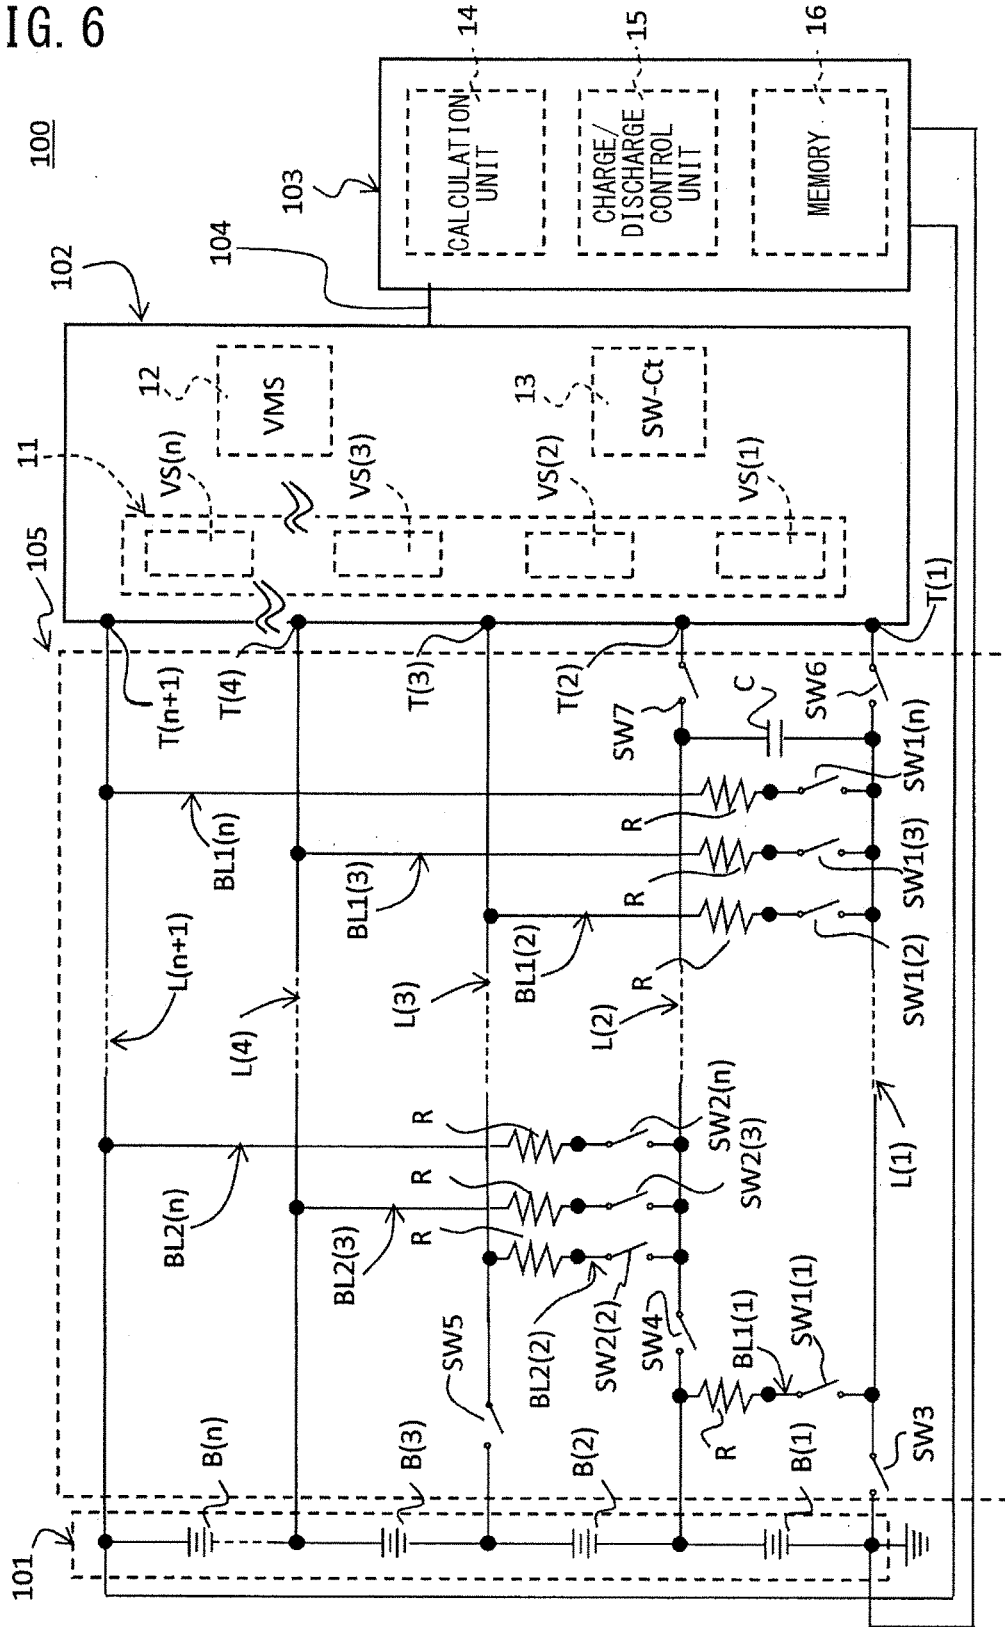 IG. 6
100
101
102
103
104
105
11
12
13
14
15
16
CALCULATION
UNIT
CHARGE/
DISCHARGE
CONTROL
UNIT
MEMORY
VMS
SW-Ct
VS(n)
VS(3)
VS(2)
VS(1)
T(n+1)
T(4)
T(3)
T(2)
T(1)
SW7
C
SW6
BL1(n)
BL1(3)
BL1(2)
R
R
R
SW1(n)
SW1(3)
SW1(2)
L(n+1)
L(4)
L(3)
L(2)
L(1)
BL2(n)
BL2(3)
BL2(2)
R
R
R
SW2(n)
SW2(3)
SW2(2)
SW5
SW4
BL1(1)
SW1(1)
R
SW3
B(n)
B(3)
B(2)
B(1)